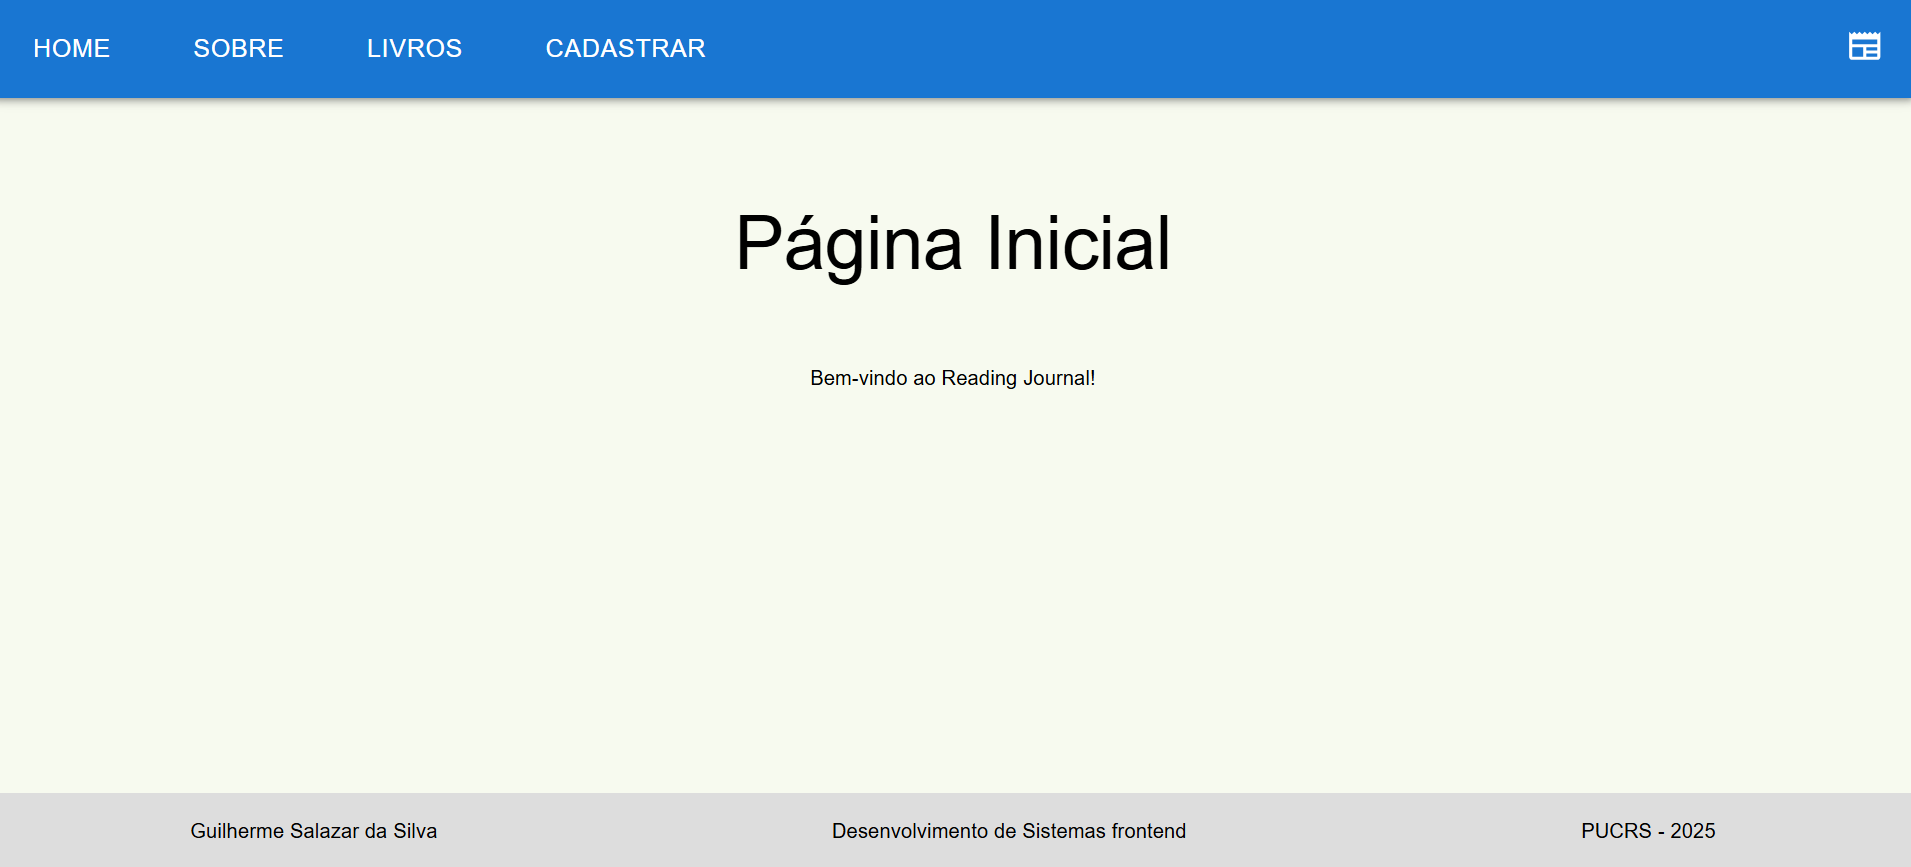 HOME SOBRE LIVROS CADASTRAR
Página Inicial
Bem-vindo ao Reading Journal!
Guilherme Salazar da Silva Desenvolvimento de Sistemas frontend PUCRS - 2025